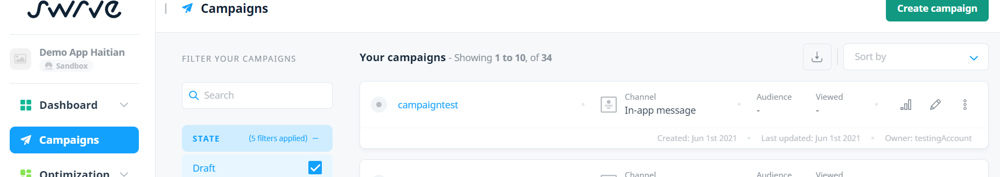 swrve
Campaigns
Create campaign
Demo App Haitian
Sandbox
Dashboard
Campaigns
Optimization
FILTER YOUR CAMPAIGNS
Search
STATE (5 filters applied) –
Draft
Your campaigns - Showing 1 to 10, of 34
Sort by
campaigntest
Channel
In-app message
Audience
-
Viewed
-
Created: Jun 1st 2021
Last updated: Jun 1st 2021
Owner: testingAccount
Channel
Audience
Viewed